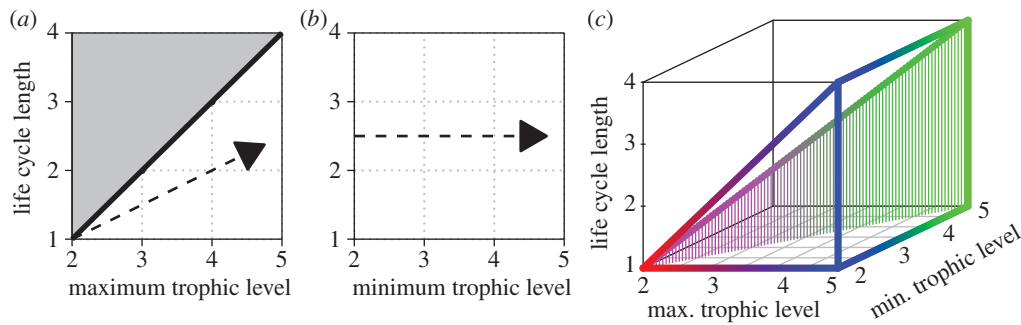 (a)
life cycle length
4
3
2
1
2 3 4 5
maximum trophic level
(b)
4
3
2
1
2 3 4 5
minimum trophic level
(c)
life cycle length
4
3
2
1
2 3 4 5
max. trophic level
2 3 4 5
min. trophic level